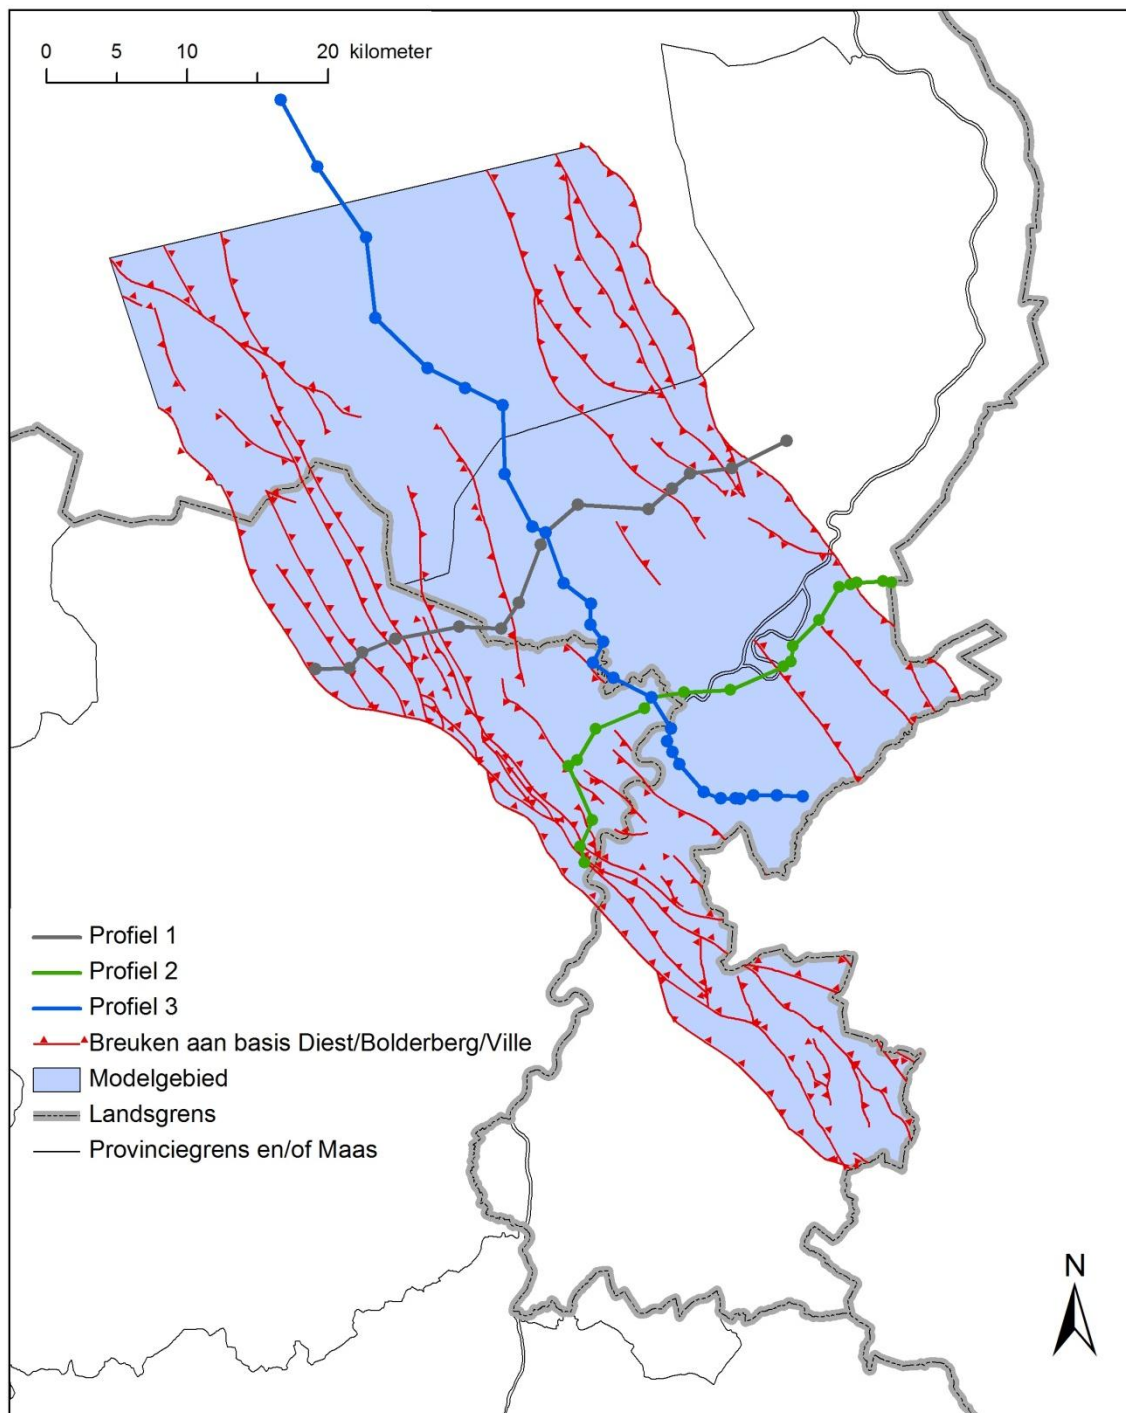 0 5 10 20 kilometer
Profiel 1
Profiel 2
Profiel 3
Breuken aan basis Diest/Bolderberg/Ville
Modelgebied
Landsgrens
Provinciegrens en/of Maas
N